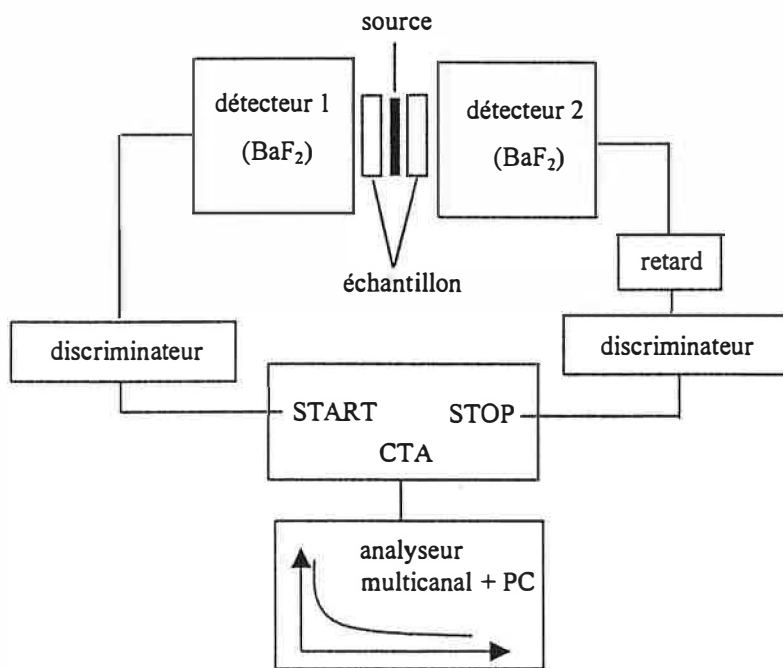 source
détecteur 1
(BaF₂)
détecteur 2
(BaF₂)
retard
échantillon
discriminateur
discriminateur
START
STOP
CTA
analyseur
multicanal + PC